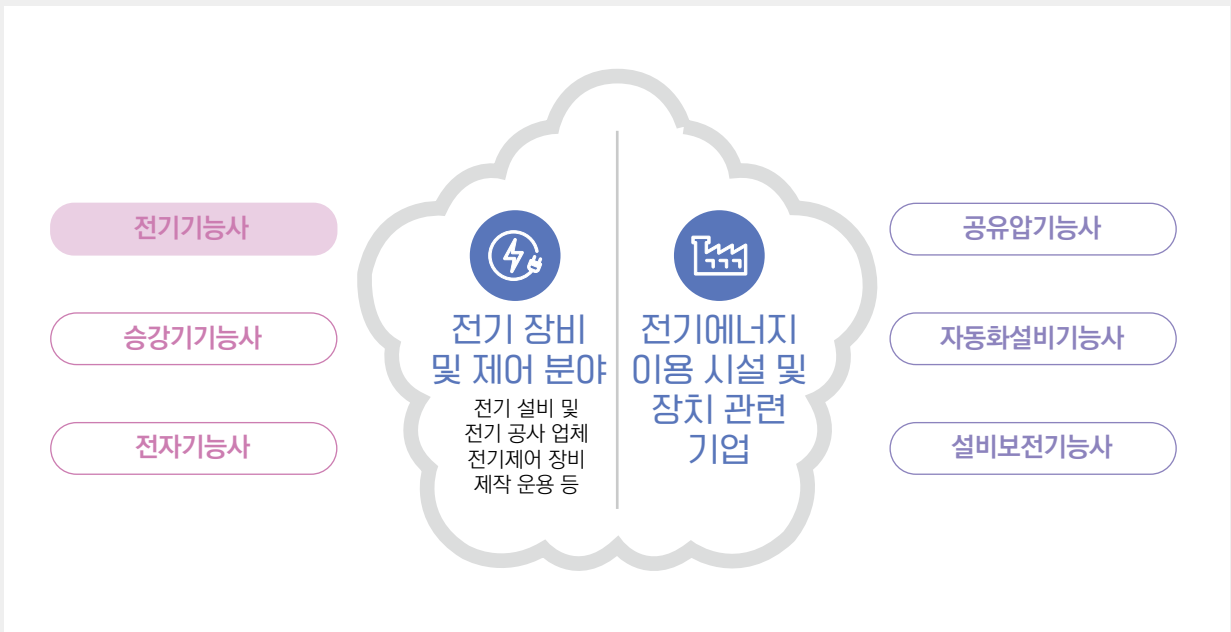 전기기능사
승강기기능사
전자기능사
전기 장비
및 제어 분야
전기 설비 및
전기 공사 업체
전기제어 장비
제작 운용 등
전기에너지
이용 시설 및
장치 관련
기업
공유압기능사
자동화설비기능사
설비보전기능사